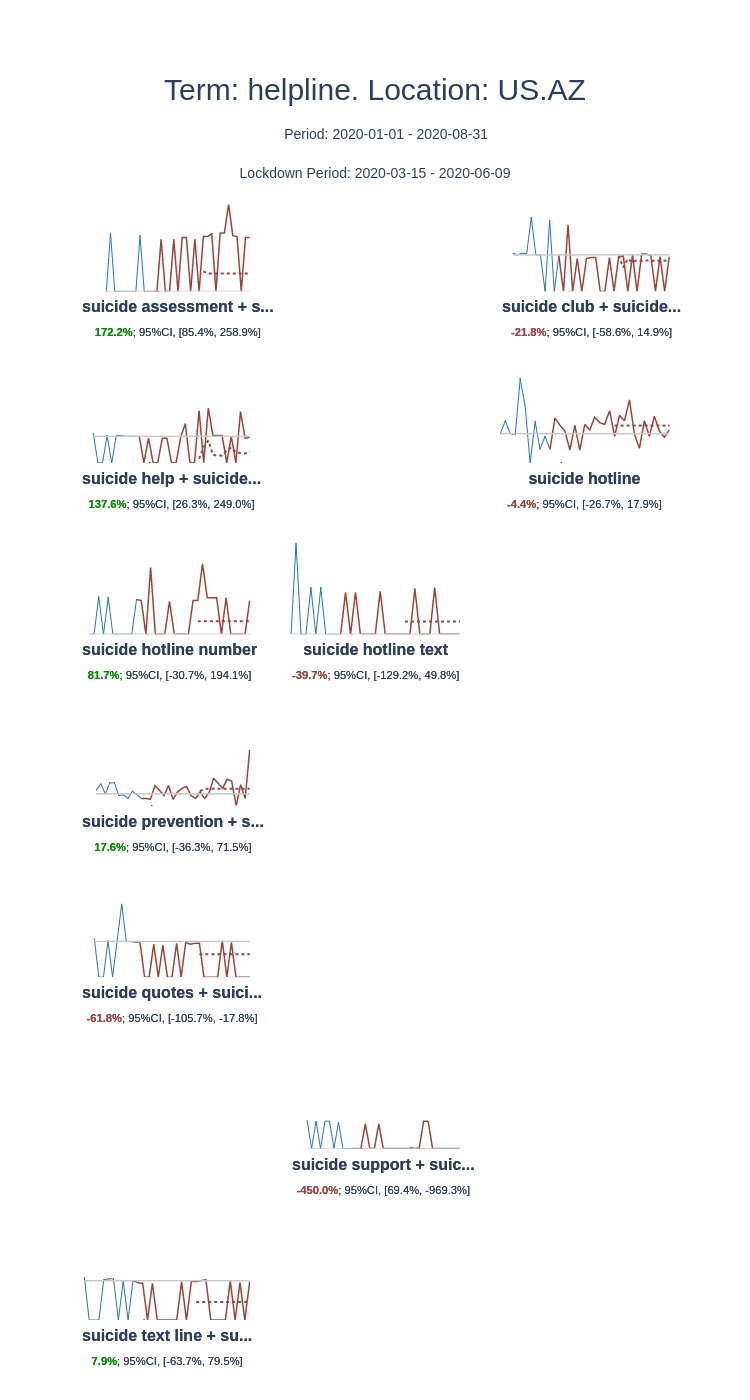 Term: helpline. Location: US.AZ
Period: 2020-01-01 - 2020-08-31
Lockdown Period: 2020-03-15 - 2020-06-09
suicide assessment + s...
172.2%; 95%CI, [85.4%, 258.9%]
suicide club + suicide...
-21.8%; 95%CI, [-58.6%, 14.9%]
suicide help + suicide...
137.6%; 95%CI, [26.3%, 249.0%]
suicide hotline
-4.4%; 95%CI, [-26.7%, 17.9%]
suicide hotline number
81.7%; 95%CI, [-30.7%, 194.1%]
suicide hotline text
-39.7%; 95%CI, [-129.2%, 49.8%]
suicide prevention + s...
17.6%; 95%CI, [-36.3%, 71.5%]
suicide quotes + suici...
-61.8%; 95%CI, [-105.7%, -17.8%]
suicide support + suic...
-450.0%; 95%CI, [69.4%, -969.3%]
suicide text line + su...
7.9%; 95%CI, [-63.7%, 79.5%]